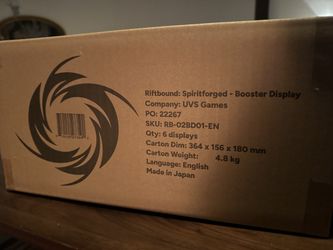 Riftbound: Spiritforged - Booster Display
Company: UVS Games
PO: 22267
SKU: RB-02BD01-EN
Qty: 6 displays
Carton Dim: 364 x 156 x 180 mm
Carton Weight: 4.8 kg
Language: English
Made in Japan